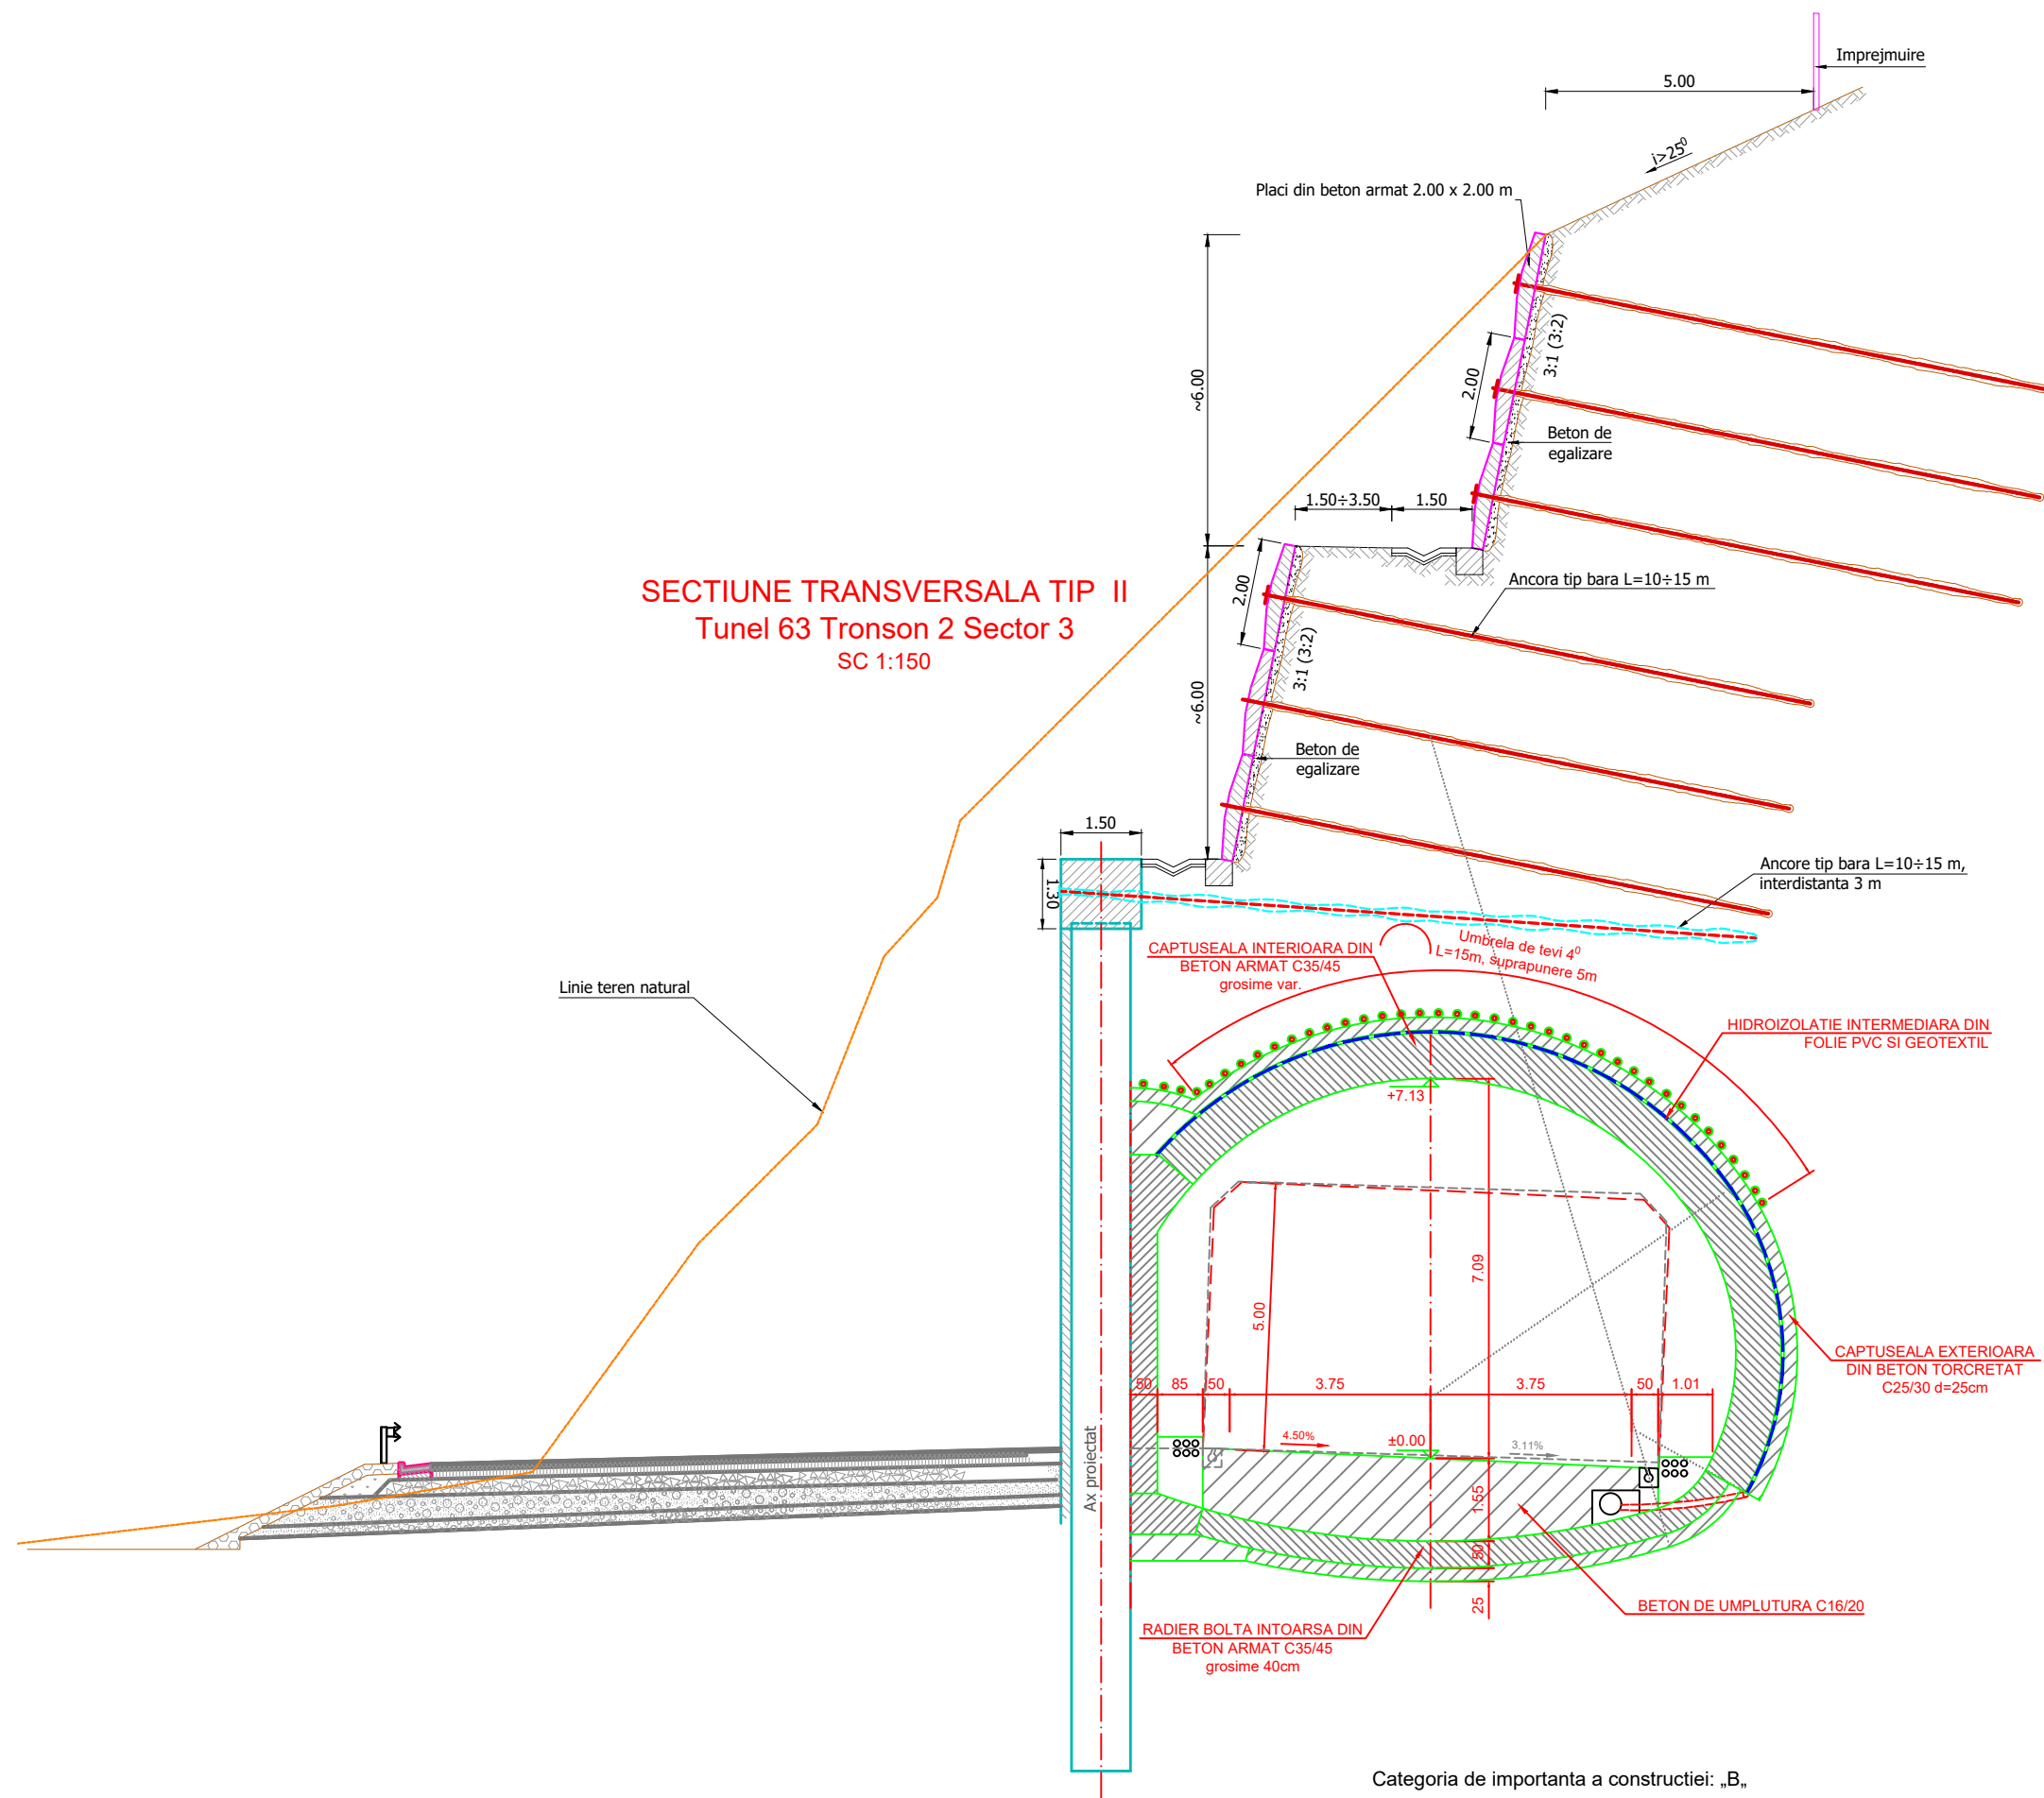 Imprejmuire
5.00
i>25⁰
Placi din beton armat 2.00 x 2.00 m
~6.00
3:1 (3:2)
2.00
Beton de
egalizare
1.50÷3.50
1.50
SECTIUNE TRANSVERSALA TIP II
Tunel 63 Tronson 2 Sector 3
SC 1:150
2.00
Ancora tip bara L=10÷15 m
3:1 (3:2)
~6.00
Beton de
egalizare
1.50
1.30
Ancore tip bara L=10÷15 m,
interdistanta 3 m
Umbrela de tevi 4⁰
L=15m, suprapunere 5m
CAPTUSEALA INTERIOARA DIN
BETON ARMAT C35/45
grosime var.
Linie teren natural
HIDROIZOLATIE INTERMEDIARA DIN
FOLIE PVC SI GEOTEXTIL
+7.13
7.09
5.00
CAPTUSEALA EXTERIOARA
DIN BETON TORCRETAT
C25/30 d=25cm
50
85
50
3.75
3.75
50
1.01
4.50%
±0.00
3.11%
Ax proiectat
1.55
50
25
BETON DE UMPLUTURA C16/20
RADIER BOLTA INTOARSA DIN
BETON ARMAT C35/45
grosime 40cm
Categoria de importanta a constructiei: „B„